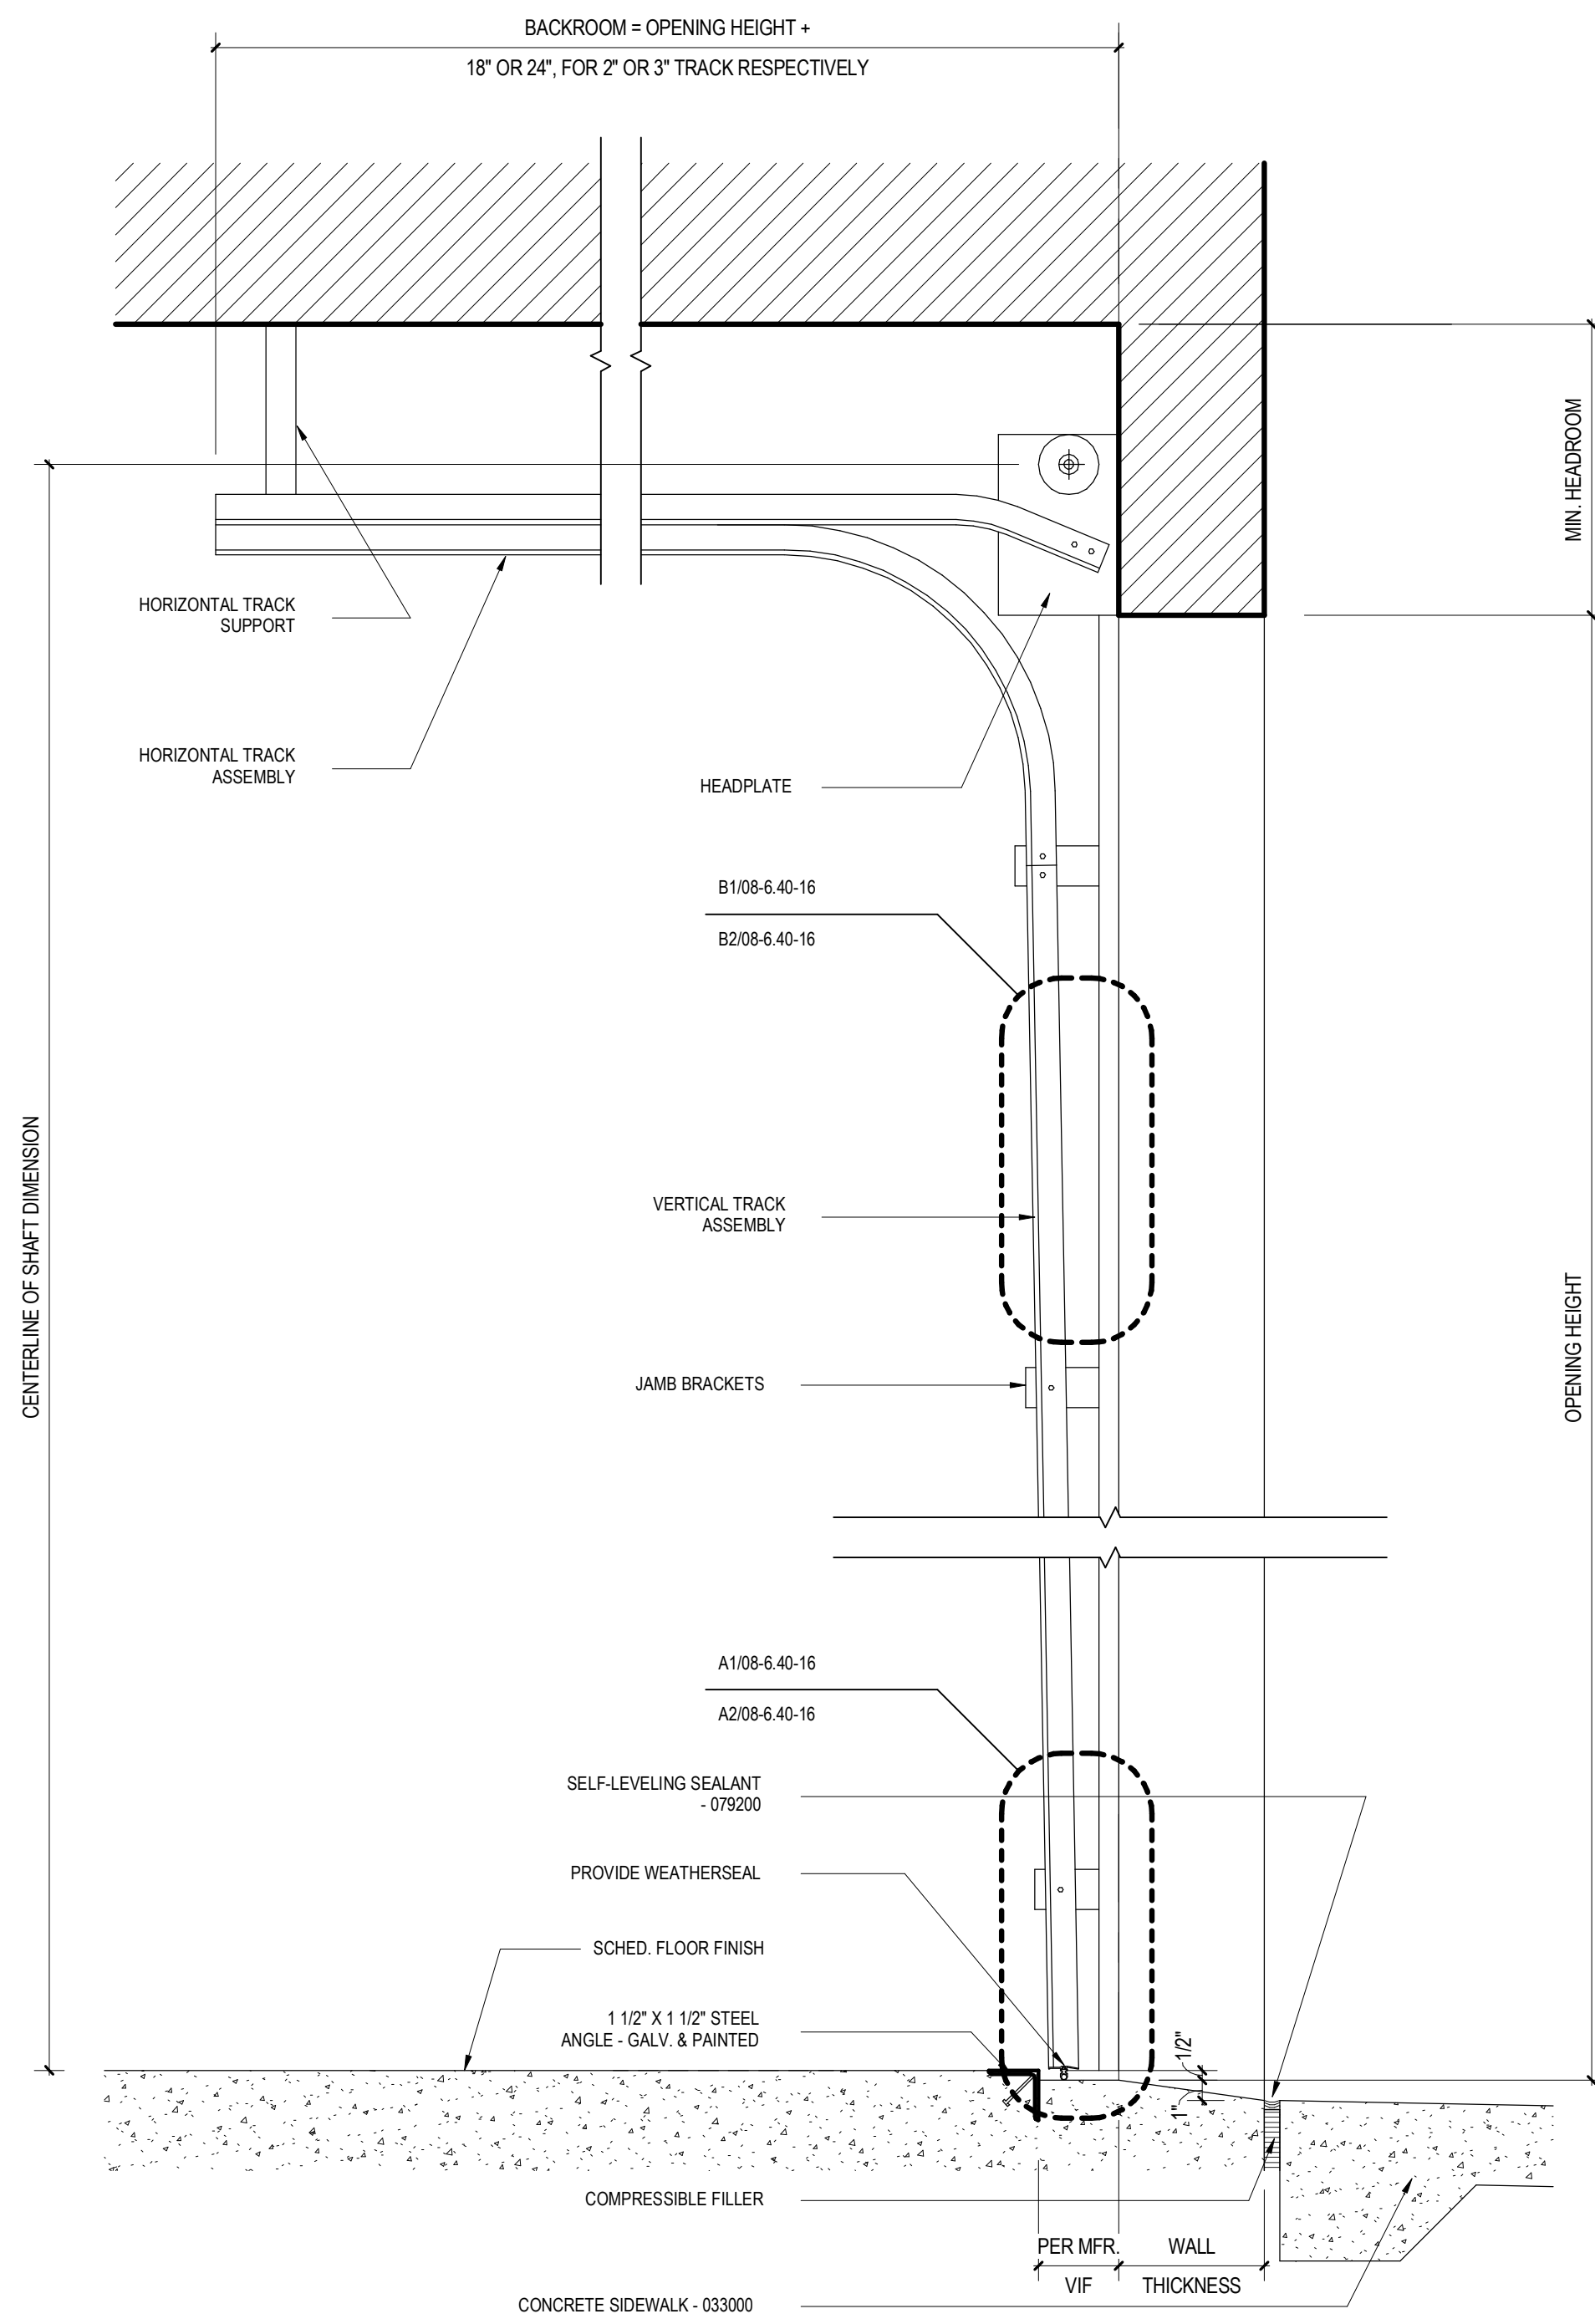 BACKROOM = OPENING HEIGHT +
18" OR 24", FOR 2" OR 3" TRACK RESPECTIVELY
MIN. HEADROOM
HORIZONTAL TRACK
SUPPORT
HORIZONTAL TRACK
ASSEMBLY
HEADPLATE
B1/08-6.40-16
B2/08-6.40-16
CENTERLINE OF SHAFT DIMENSION
VERTICAL TRACK
ASSEMBLY
OPENING HEIGHT
JAMB BRACKETS
A1/08-6.40-16
A2/08-6.40-16
SELF-LEVELING SEALANT
- 079200
PROVIDE WEATHERSEAL
SCHED. FLOOR FINISH
1 1/2" X 1 1/2" STEEL
ANGLE - GALV. & PAINTED
1/2"
1"
COMPRESSIBLE FILLER
PER MFR.
VIF
WALL
THICKNESS
CONCRETE SIDEWALK - 033000